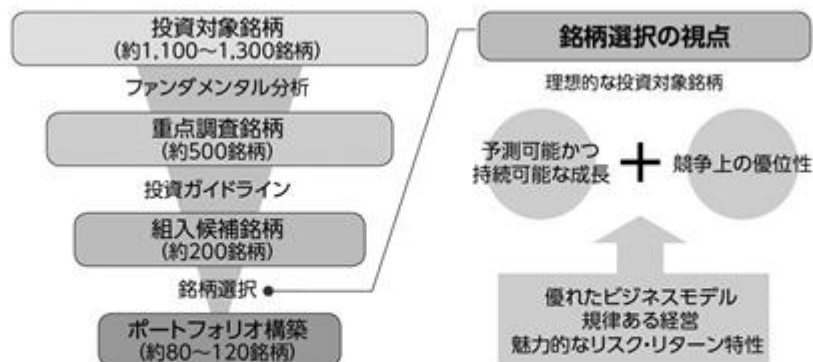 投資対象銘柄
(約1,100～1,300銘柄)
ファンダメンタル分析
重点調査銘柄
(約500銘柄)
投資ガイドライン
組入候補銘柄
(約200銘柄)
銘柄選択
ポートフォリオ構築
(約80～120銘柄)
銘柄選択の視点
理想的な投資対象銘柄
予測可能かつ
持続可能な成長
+
競争上の優位性
優れたビジネスモデル
規律ある経営
魅力的なリスク・リターン特性